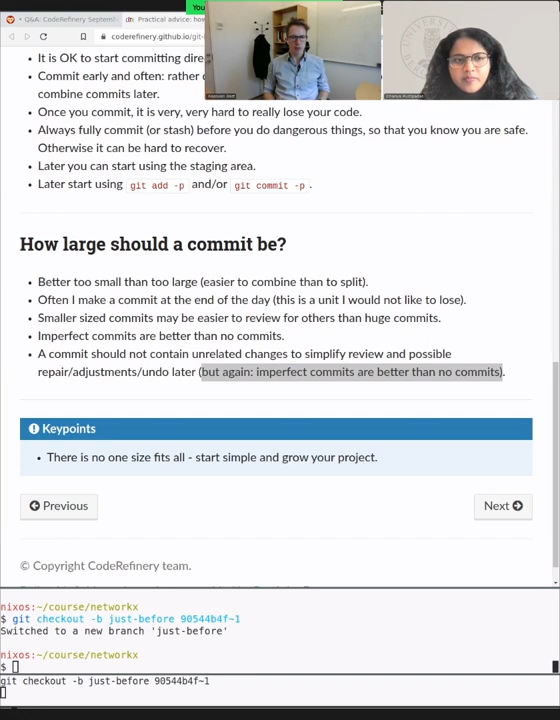 You
Q&A: CodeRefinery Septem
Practical advice: how
coderefinery.github.io/git-
It is OK to start committing dire
Commit early and often: rather c
combine commits later.
Once you commit, it is very, very hard to really lose your code.
Always fully commit (or stash) before you do dangerous things, so that you know you are safe.
Otherwise it can be hard to recover.
Later you can start using the staging area.
Later start using git add -p and/or git commit -p.
How large should a commit be?
Better too small than too large (easier to combine than to split).
Often I make a commit at the end of the day (this is a unit I would not like to lose).
Smaller sized commits may be easier to review for others than huge commits.
Imperfect commits are better than no commits.
A commit should not contain unrelated changes to simplify review and possible
repair/adjustments/undo later (but again: imperfect commits are better than no commits).
Keypoints
There is no one size fits all - start simple and grow your project.
Previous
Next
© Copyright CodeRefinery team.
nixos:~/course/networkx
$ git checkout -b just-before 90544b4f~1
Switched to a new branch 'just-before'
nixos:~/course/networkx
$
git checkout -b just-before 90544b4f~1